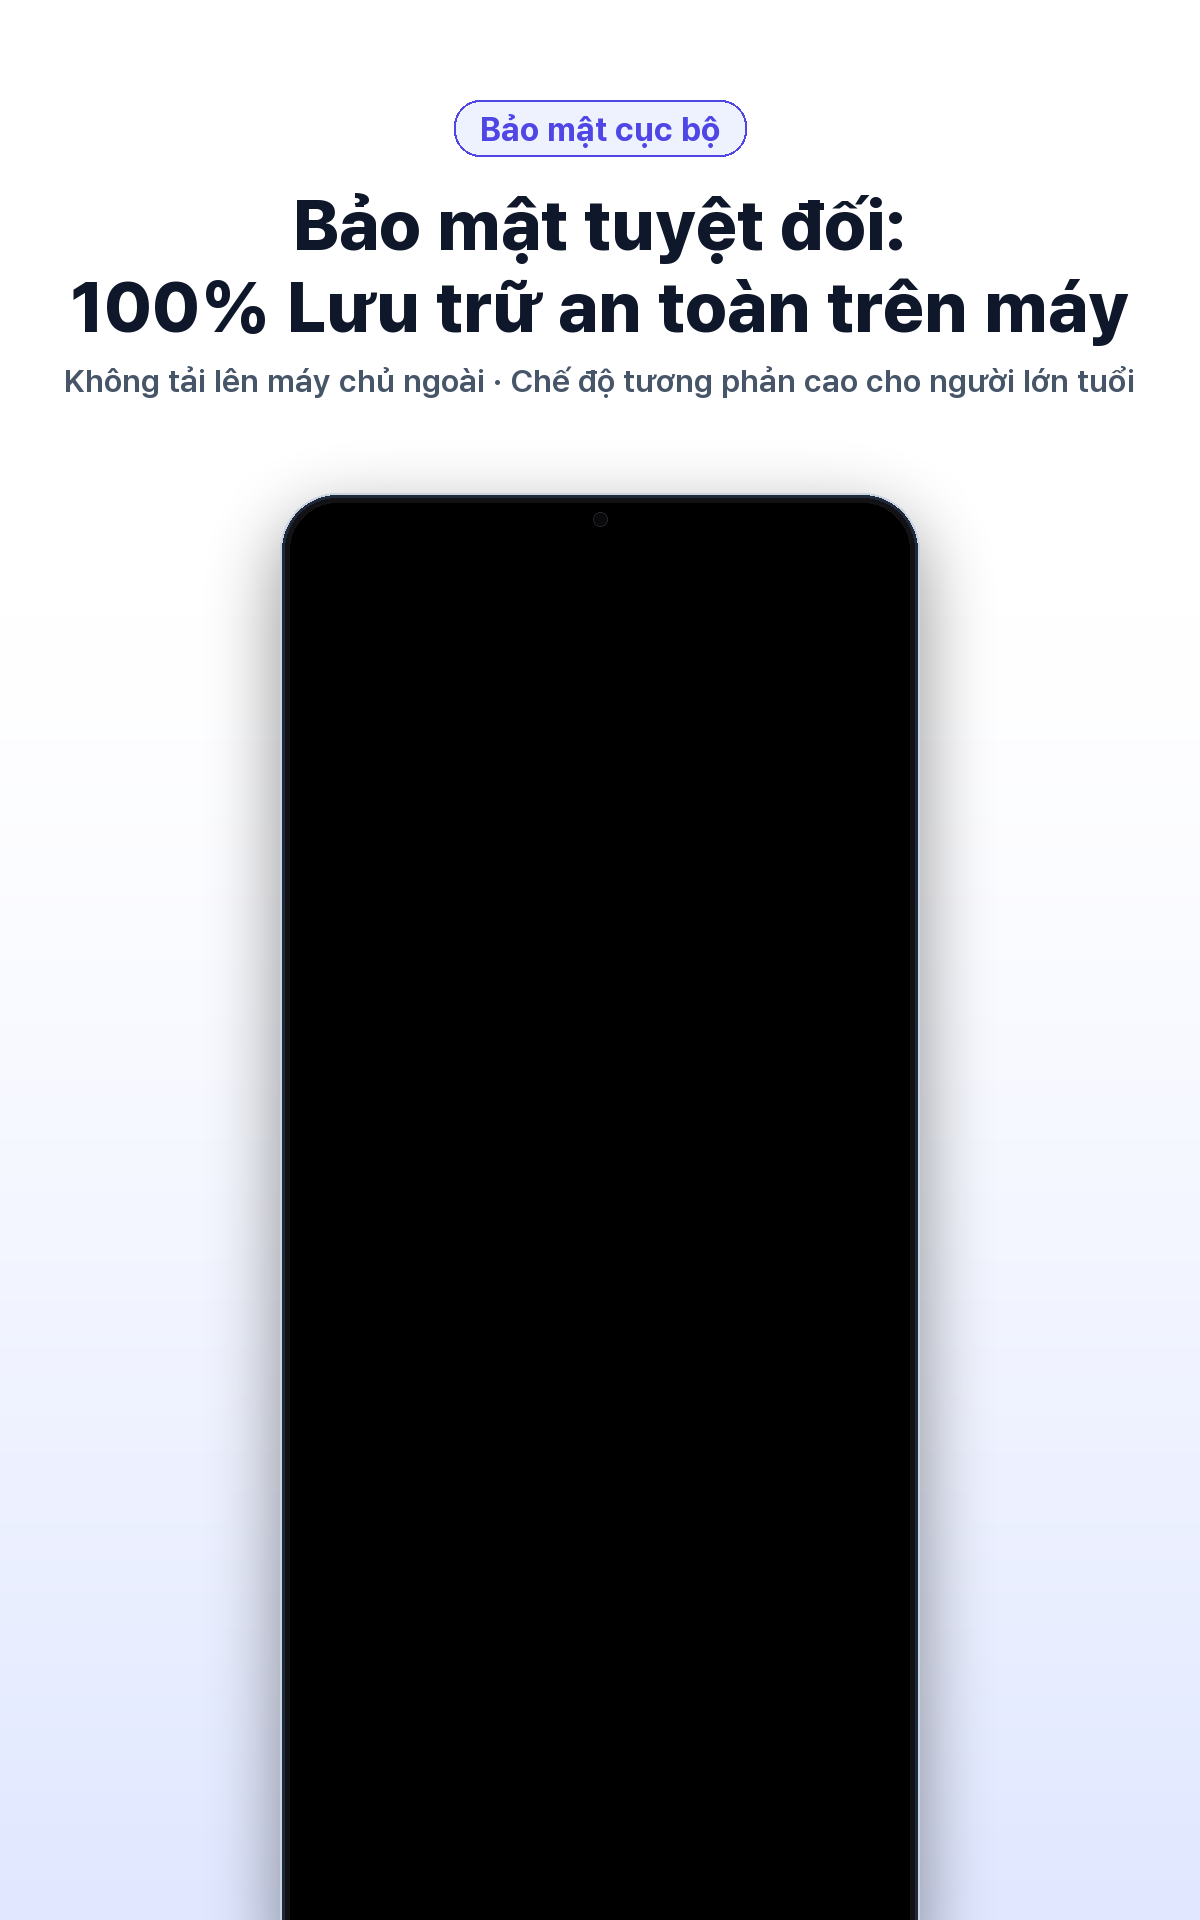 Bảo mật cục bộ
Bảo mật tuyệt đối:
100% Lưu trữ an toàn trên máy
Không tải lên máy chủ ngoài · Chế độ tương phản cao cho người lớn tuổi